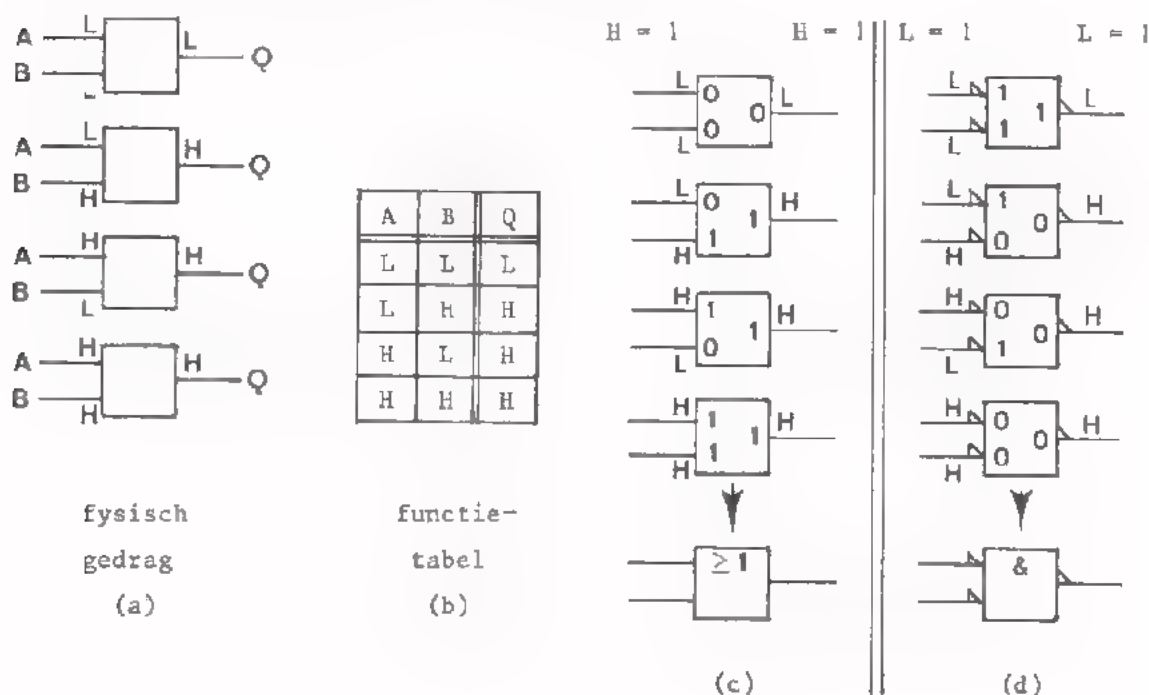 A L L Q
B L
A L H Q
B H
A H H Q
B L
A H H Q
B H
fysisch
gedrag
(a)
A B Q
L L L
L H H
H L H
H H H
functie-
tabel
(b)
H = 1 H = 1
L 0 0 L
L 0
L 0 1 H
H 1
H 1 1 H
L 0
H 1 1 H
H 1
≥1
(c)
L = 1 L = 1
L 1 1 L
L 1
L 1 0 H
H 0
H 0 0 H
L 1
H 0 0 H
H 0
&
(d)